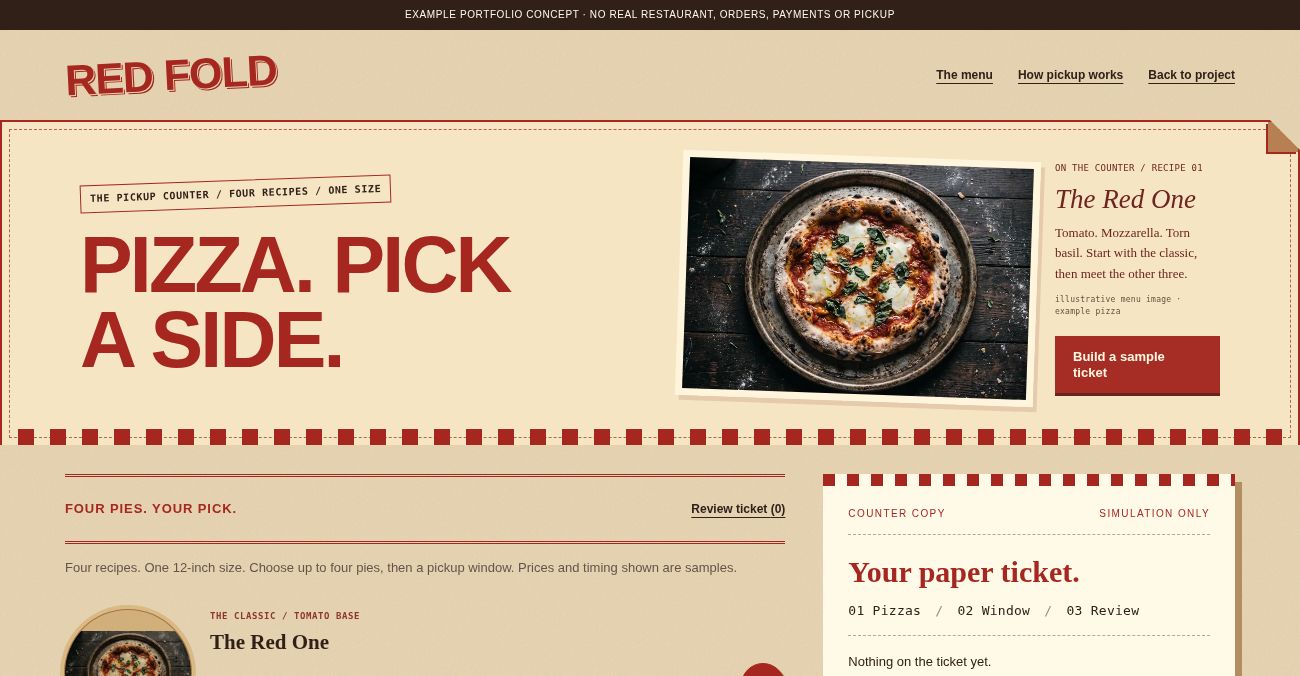 EXAMPLE PORTFOLIO CONCEPT · NO REAL RESTAURANT, ORDERS, PAYMENTS OR PICKUP
RED FOLD
The menu
How pickup works
Back to project
THE PICKUP COUNTER / FOUR RECIPES / ONE SIZE
PIZZA. PICK
A SIDE.
ON THE COUNTER / RECIPE 01
The Red One
Tomato. Mozzarella. Torn
basil. Start with the classic,
then meet the other three.
illustrative menu image ·
example pizza
Build a sample
ticket
FOUR PIES. YOUR PICK.
Review ticket (0)
Four recipes. One 12-inch size. Choose up to four pies, then a pickup window. Prices and timing shown are samples.
THE CLASSIC / TOMATO BASE
The Red One
COUNTER COPY
SIMULATION ONLY
Your paper ticket.
01 Pizzas / 02 Window / 03 Review
Nothing on the ticket yet.